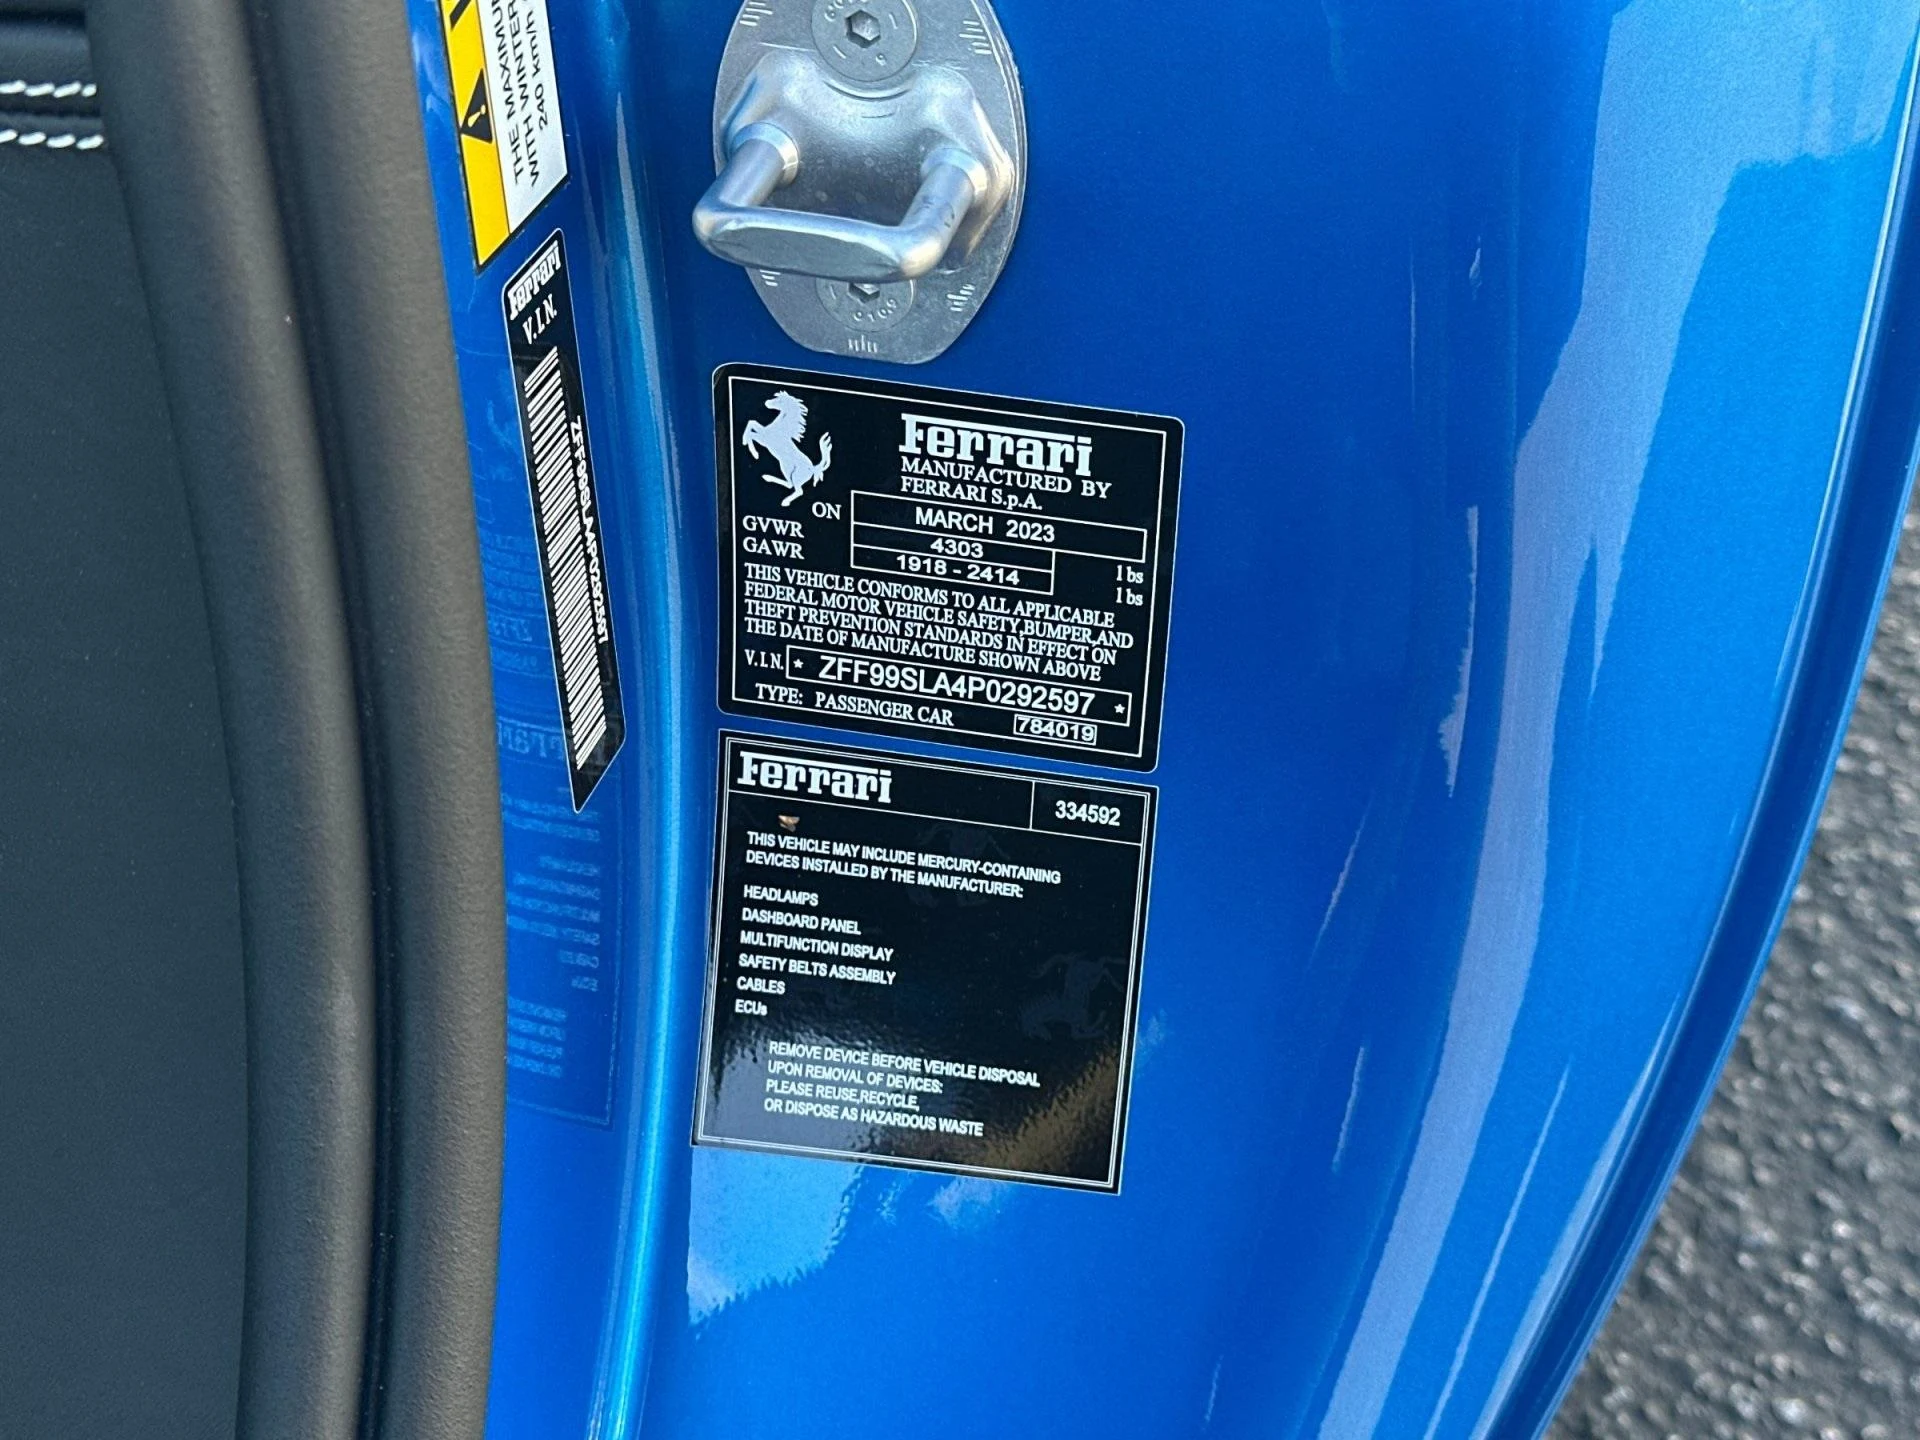 THE MAXIMUM
WITH WINTER
240 km/h
Ferrari
V.I.N.
Ferrari
MANUFACTURED BY
FERRARI S.p.A.
ON MARCH 2023
GVWR 4303 lbs
GAWR 1918 - 2414 lbs
THIS VEHICLE CONFORMS TO ALL APPLICABLE
FEDERAL MOTOR VEHICLE SAFETY,BUMPER,AND
THEFT PREVENTION STANDARDS IN EFFECT ON
THE DATE OF MANUFACTURE SHOWN ABOVE
V.I.N. * ZFF99SLA4P0292597 *
TYPE: PASSENGER CAR 784019
Ferrari 334592
THIS VEHICLE MAY INCLUDE MERCURY-CONTAINING
DEVICES INSTALLED BY THE MANUFACTURER:
HEADLAMPS
DASHBOARD PANEL
MULTIFUNCTION DISPLAY
SAFETY BELTS ASSEMBLY
CABLES
ECUs
REMOVE DEVICE BEFORE VEHICLE DISPOSAL
UPON REMOVAL OF DEVICES:
PLEASE REUSE,RECYCLE,
OR DISPOSE AS HAZARDOUS WASTE